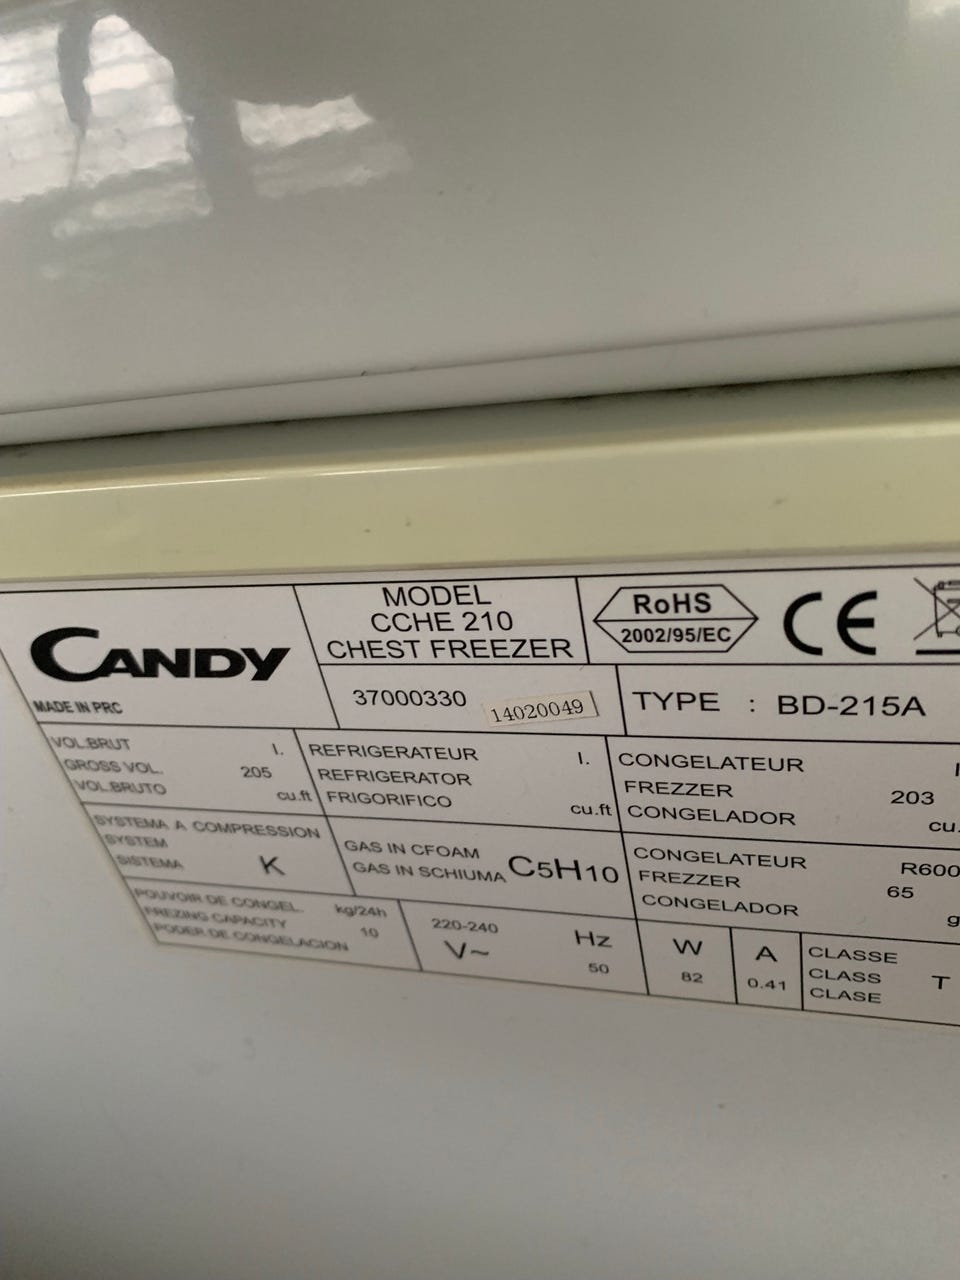 CANDY
MADE IN PRC
MODEL
CCHE 210
CHEST FREEZER
RoHS
2002/95/EC
CE
37000330
14020049
TYPE : BD-215A
VOL.BRUT
GROSS VOL.
VOL.BRUTO
l.
205
cu.ft
REFRIGERATEUR
REFRIGERATOR
FRIGORIFICO
l.
cu.ft
CONGELATEUR
FREZZER
CONGELADOR
203
cu.
SYSTEMA A COMPRESSION
SYSTEM
SISTEMA
K
GAS IN CFOAM
GAS IN SCHIUMA
C5H10
CONGELATEUR
FREZZER
CONGELADOR
R600
65
g
POUVOIR DE CONGEL.
FREZING CAPACITY
PODER DE CONGELACION
kg/24h
10
220-240
V~
Hz
50
W
82
A
0.41
CLASSE
CLASS
CLASE
T